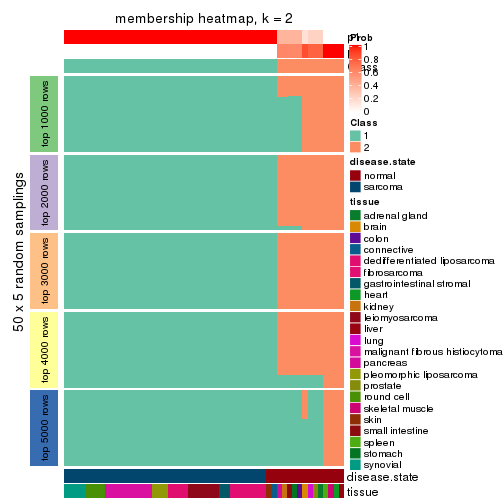 membership heatmap, k = 2
50 x 5 random samplings
top 1000 rows
top 2000 rows
top 3000 rows
top 4000 rows
top 5000 rows
Prob
1
0.8
0.6
0.4
0.2
0
Class
1
2
disease.state
normal
sarcoma
tissue
adrenal gland
brain
colon
connective
dedifferentiated liposarcoma
fibrosarcoma
gastrointestinal stromal
heart
kidney
leiomyosarcoma
liver
lung
malignant fibrous histiocytoma
pancreas
pleomorphic liposarcoma
prostate
round cell
skeletal muscle
skin
small intestine
spleen
stomach
synovial
disease.state
tissue